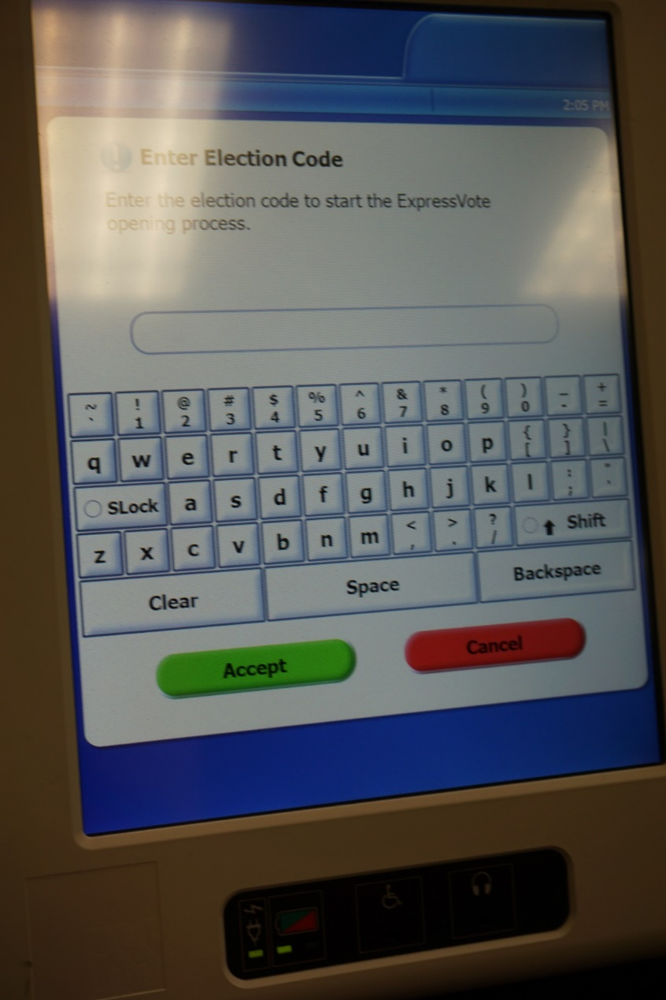 2:05 PM
Enter Election Code
Enter the election code to start the ExpressVote
opening process.
~ ! @ # $ % ^ & * ( ) _ +
` 1 2 3 4 5 6 7 8 9 0 - =
q w e r t y u i o p { } |
[ ] \
SLock a s d f g h j k l : "
; '
z x c v b n m < > ? Shift
, . /
Clear Space Backspace
Accept Cancel